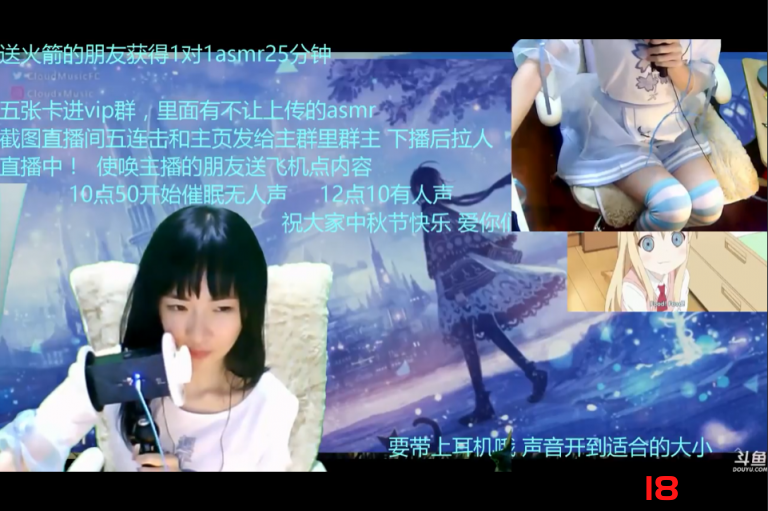 送火箭的朋友获得1对1asmr25分钟
CloudMusicFC
CloudxMusic
五张卡进vip群，里面有不让上传的asmr
截图直播间五连击和主页发给主群里群主 下播后拉人
直播中！ 使唤主播的朋友送飞机点内容
10点50开始催眠无人声 12点10有人声
祝大家中秋节快乐 爱你们
要带上耳机哦 声音开到适合的大小
斗鱼
DOUYU.COM
18